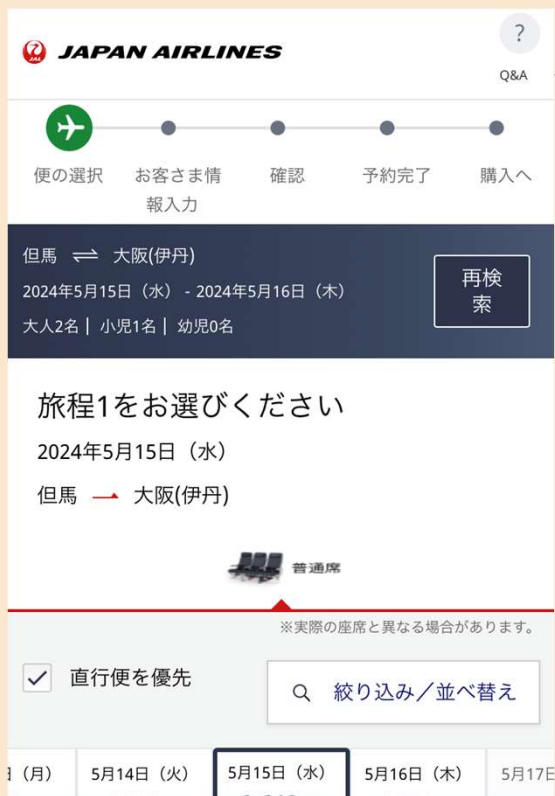 JAL
JAPAN AIRLINES
?
Q&A
便の選択
お客さま情
報入力
確認
予約完了
購入へ
但馬 ⇌ 大阪(伊丹)
2024年5月15日（水） - 2024年5月16日（木）
大人2名 | 小児1名 | 幼児0名
再検
索
旅程1をお選びください
2024年5月15日（水）
但馬 → 大阪(伊丹)
普通席
※実際の座席と異なる場合があります。
直行便を優先
絞り込み／並べ替え
（月）
5月14日（火）
5月15日（水）
5月16日（木）
5月17日